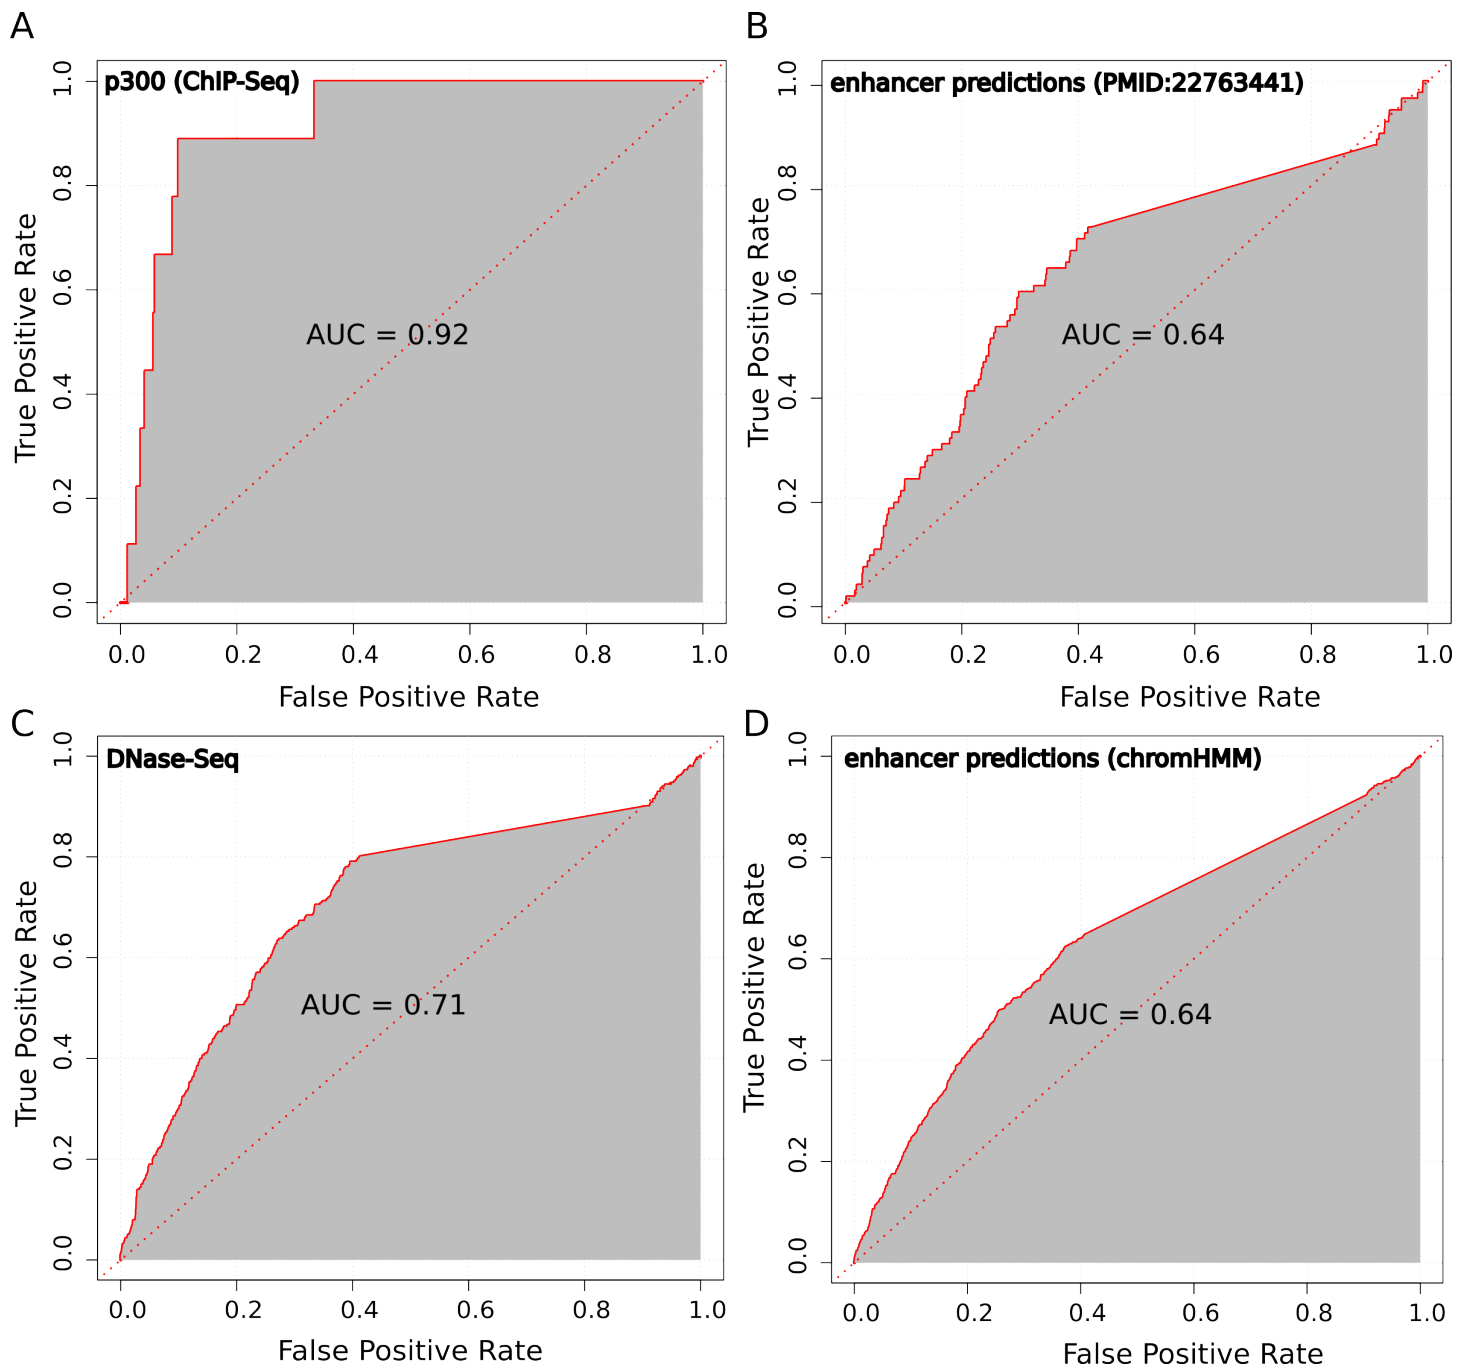 A
p300 (ChIP-Seq)
AUC = 0.92
True Positive Rate
0.0 0.2 0.4 0.6 0.8 1.0
0.0 0.2 0.4 0.6 0.8 1.0
False Positive Rate
B
enhancer predictions (PMID:22763441)
AUC = 0.64
True Positive Rate
0.0 0.2 0.4 0.6 0.8 1.0
0.0 0.2 0.4 0.6 0.8 1.0
False Positive Rate
C
DNase-Seq
AUC = 0.71
True Positive Rate
0.0 0.2 0.4 0.6 0.8 1.0
0.0 0.2 0.4 0.6 0.8 1.0
False Positive Rate
D
enhancer predictions (chromHMM)
AUC = 0.64
True Positive Rate
0.0 0.2 0.4 0.6 0.8 1.0
0.0 0.2 0.4 0.6 0.8 1.0
False Positive Rate